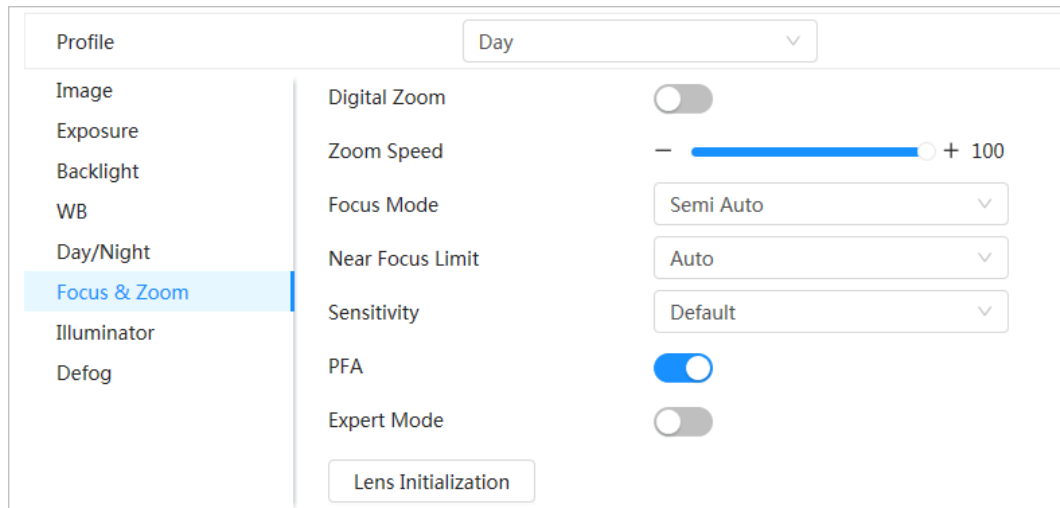 Profile Day
Image
Exposure
Backlight
WB
Day/Night
Focus & Zoom
Illuminator
Defog
Digital Zoom
Zoom Speed − + 100
Focus Mode Semi Auto
Near Focus Limit Auto
Sensitivity Default
PFA
Expert Mode
Lens Initialization